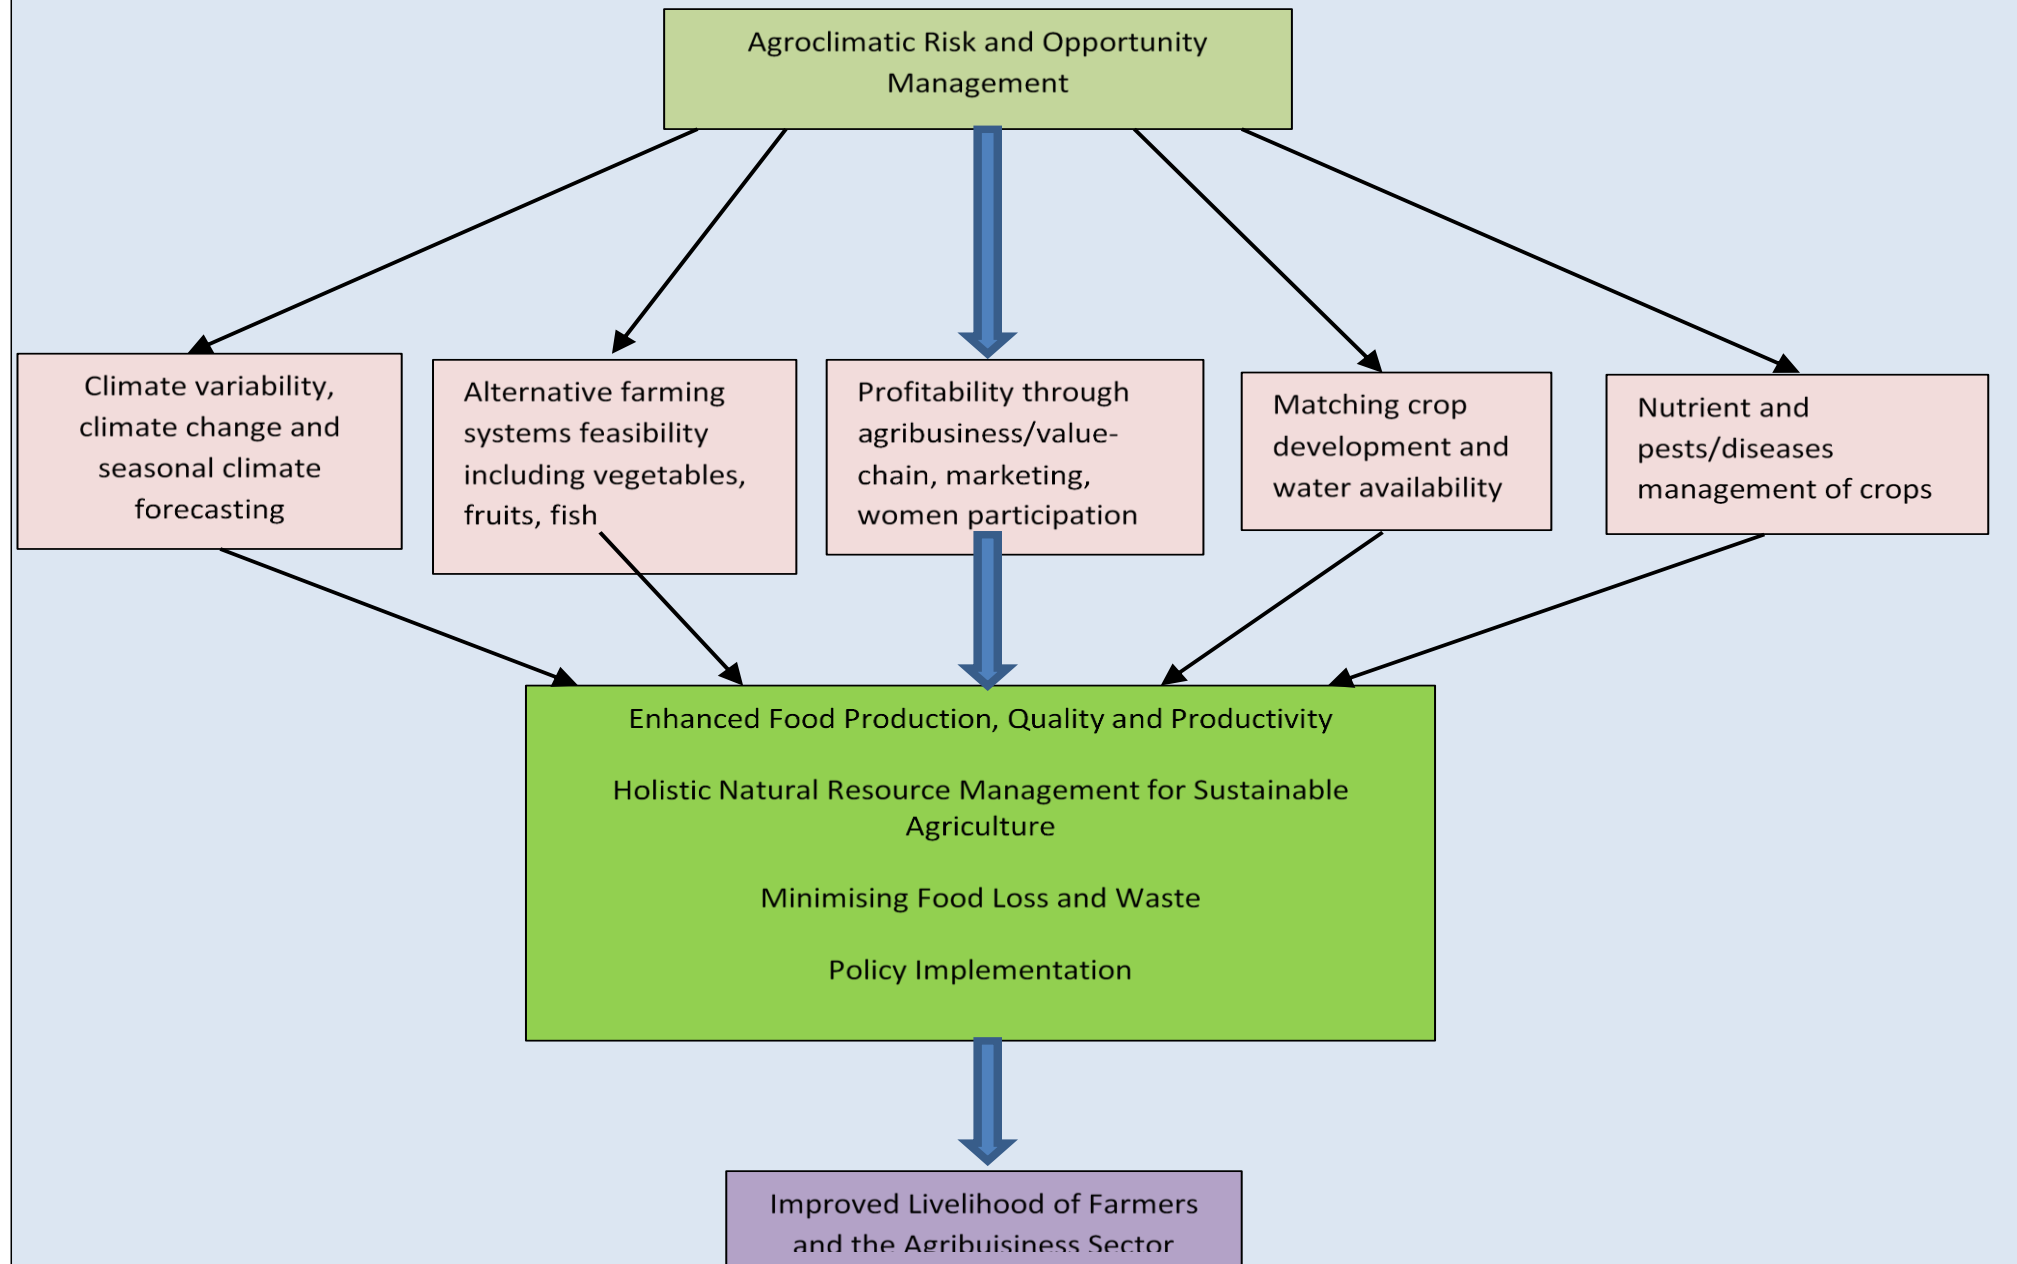 Agroclimatic Risk and Opportunity
Management
Climate variability,
climate change and
seasonal climate
forecasting
Alternative farming
systems feasibility
including vegetables,
fruits, fish
Profitability through
agribusiness/value-
chain, marketing,
women participation
Matching crop
development and
water availability
Nutrient and
pests/diseases
management of crops
Enhanced Food Production, Quality and Productivity
Holistic Natural Resource Management for Sustainable
Agriculture
Minimising Food Loss and Waste
Policy Implementation
Improved Livelihood of Farmers
and the Agribuisiness Sector